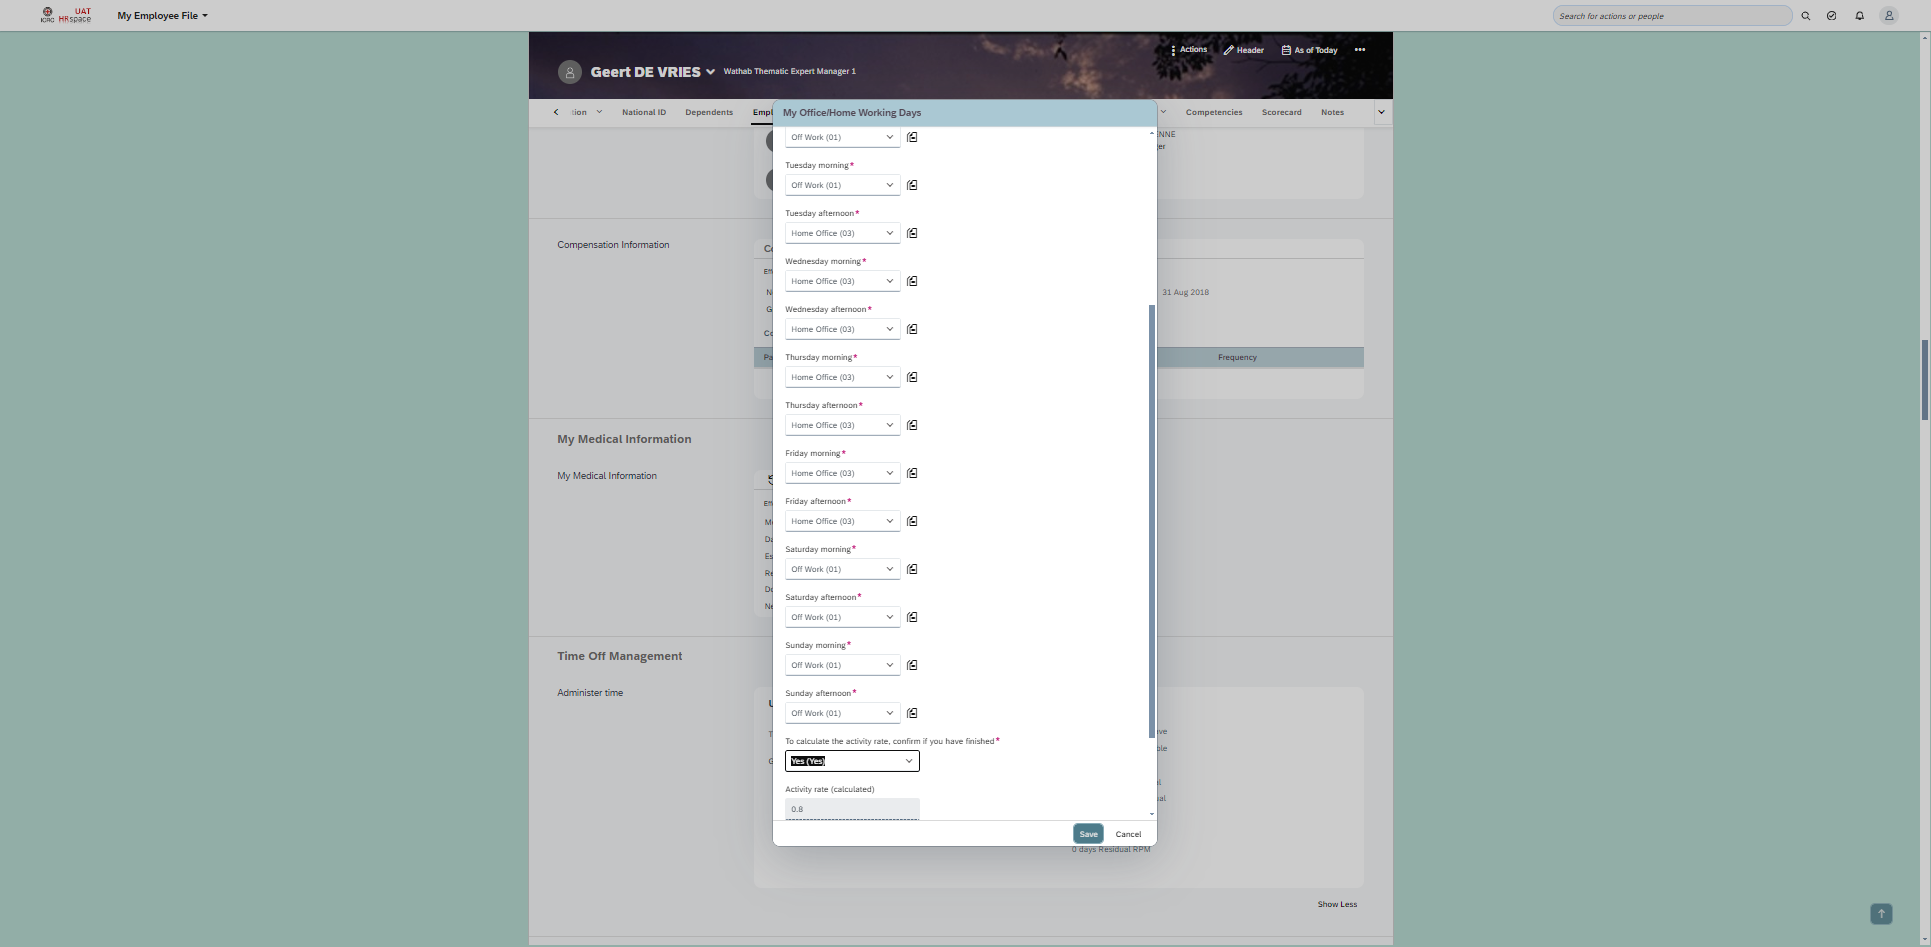 ICRC
UAT
HRspace
My Employee File
Search for actions or people
Actions
Header
As of Today
Geert DE VRIES
Wathab Thematic Expert Manager 1
National ID
Dependents
Empl
Competencies
Scorecard
Notes
My Office/Home Working Days
Off Work (01)
Tuesday morning*
Off Work (01)
Tuesday afternoon*
Home Office (03)
Wednesday morning*
Home Office (03)
Wednesday afternoon*
Home Office (03)
Thursday morning*
Home Office (03)
Thursday afternoon*
Home Office (03)
Friday morning*
Home Office (03)
Friday afternoon*
Home Office (03)
Saturday morning*
Off Work (01)
Saturday afternoon*
Off Work (01)
Sunday morning*
Off Work (01)
Sunday afternoon*
Off Work (01)
To calculate the activity rate, confirm if you have finished*
Yes (Yes)
Activity rate (calculated)
0.8
Save
Cancel
Compensation Information
31 Aug 2018
Frequency
My Medical Information
My Medical Information
Time Off Management
Administer time
0 days Residual RPM
Show Less